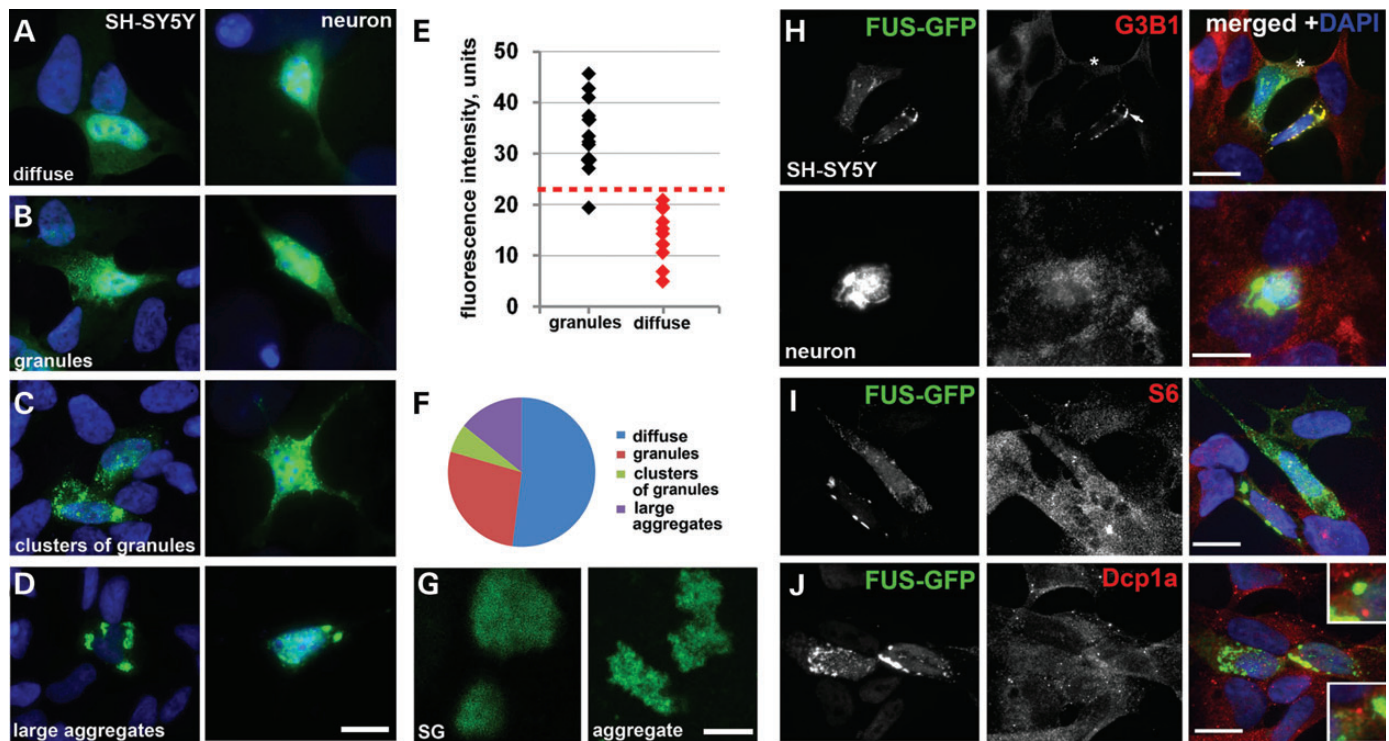 A
SH-SY5Y
neuron
diffuse
B
granules
C
clusters of granules
D
large aggregates
E
fluorescence intensity, units
50
40
30
20
10
0
granules
diffuse
F
diffuse
granules
clusters
of granules
large
aggregates
G
SG
aggregate
H
FUS-GFP
G3B1
merged +DAPI
*
*
SH-SY5Y
neuron
I
FUS-GFP
S6
J
FUS-GFP
Dcp1a